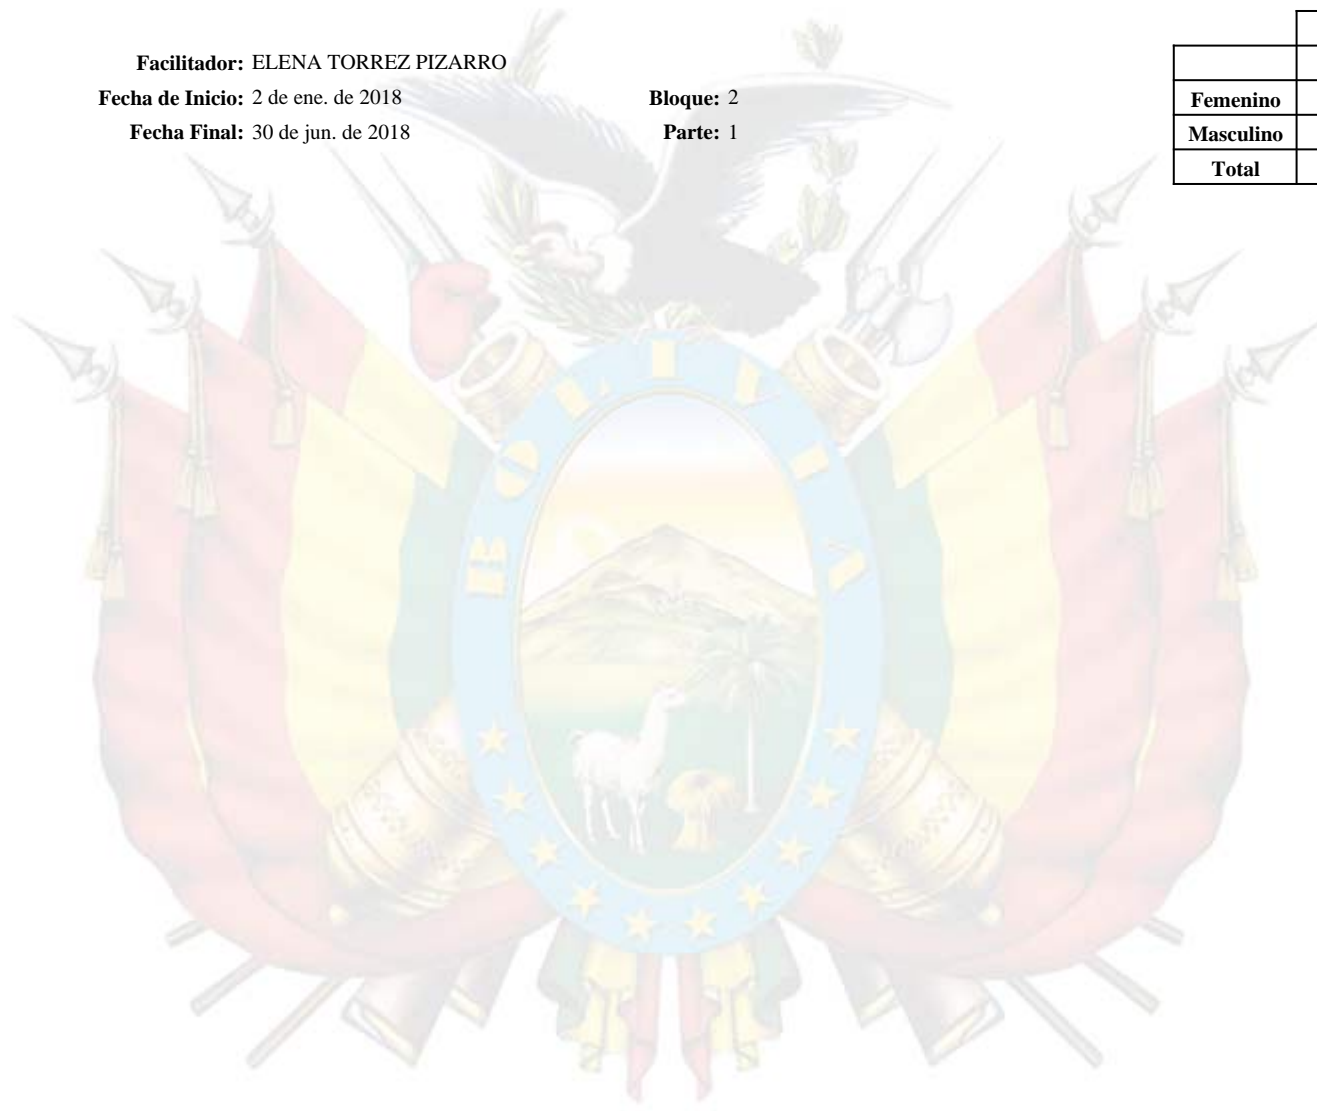 Facilitador: ELENA TORREZ PIZARRO
Fecha de Inicio: 2 de ene. de 2018 Bloque: 2
Fecha Final: 30 de jun. de 2018 Parte: 1
Femenino
Masculino
Total
BOLIVIA